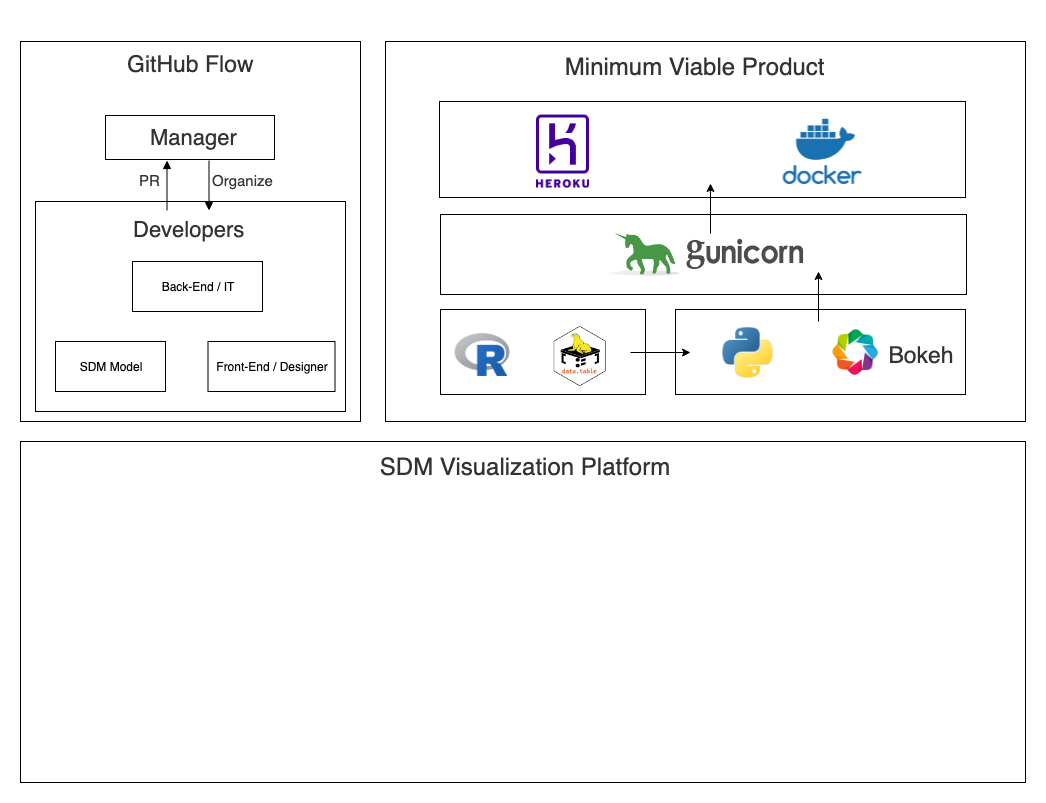 GitHub Flow
Manager
PR
Organize
Developers
Back-End / IT
SDM Model
Front-End / Designer
Minimum Viable Product
HEROKU
docker
gunicorn
R
data.table
Bokeh
SDM Visualization Platform